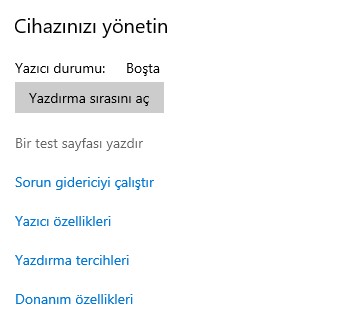 Cihazınızı yönetin
Yazıcı durumu: Boşta
Yazdırma sırasını aç
Bir test sayfası yazdır
Sorun gidericiyi çalıştır
Yazıcı özellikleri
Yazdırma tercihleri
Donanım özellikleri